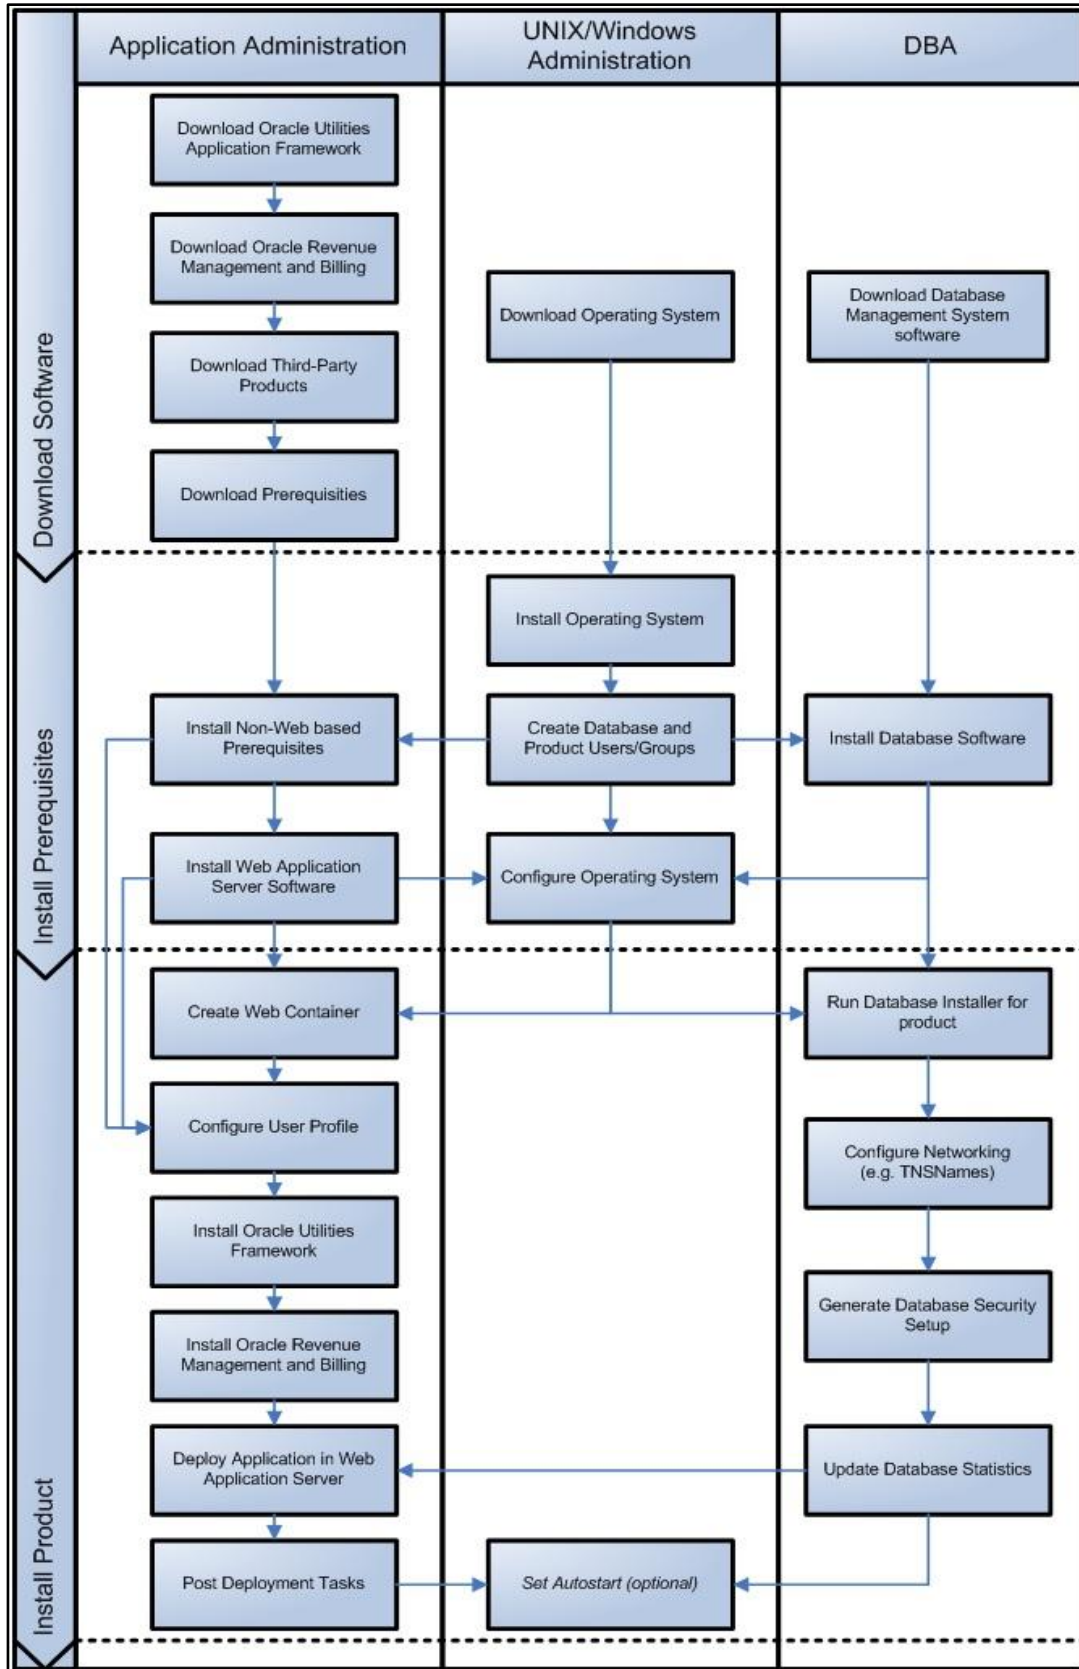 Application Administration
UNIX/Windows
Administration
DBA
Download Software
Download Oracle Utilities
Application Framework
Download Oracle Revenue
Management and Billing
Download Operating System
Download Database
Management System
software
Download Third-Party
Products
Download Prerequisities
Install Prerequisites
Install Operating System
Install Non-Web based
Prerequisites
Create Database and
Product Users/Groups
Install Database Software
Install Web Application
Server Software
Configure Operating System
Install Product
Create Web Container
Run Database Installer for
product
Configure User Profile
Configure Networking
(e.g. TNSNames)
Install Oracle Utilities
Framework
Generate Database Security
Setup
Install Oracle Revenue
Management and Billing
Deploy Application in Web
Application Server
Update Database Statistics
Post Deployment Tasks
Set Autostart (optional)